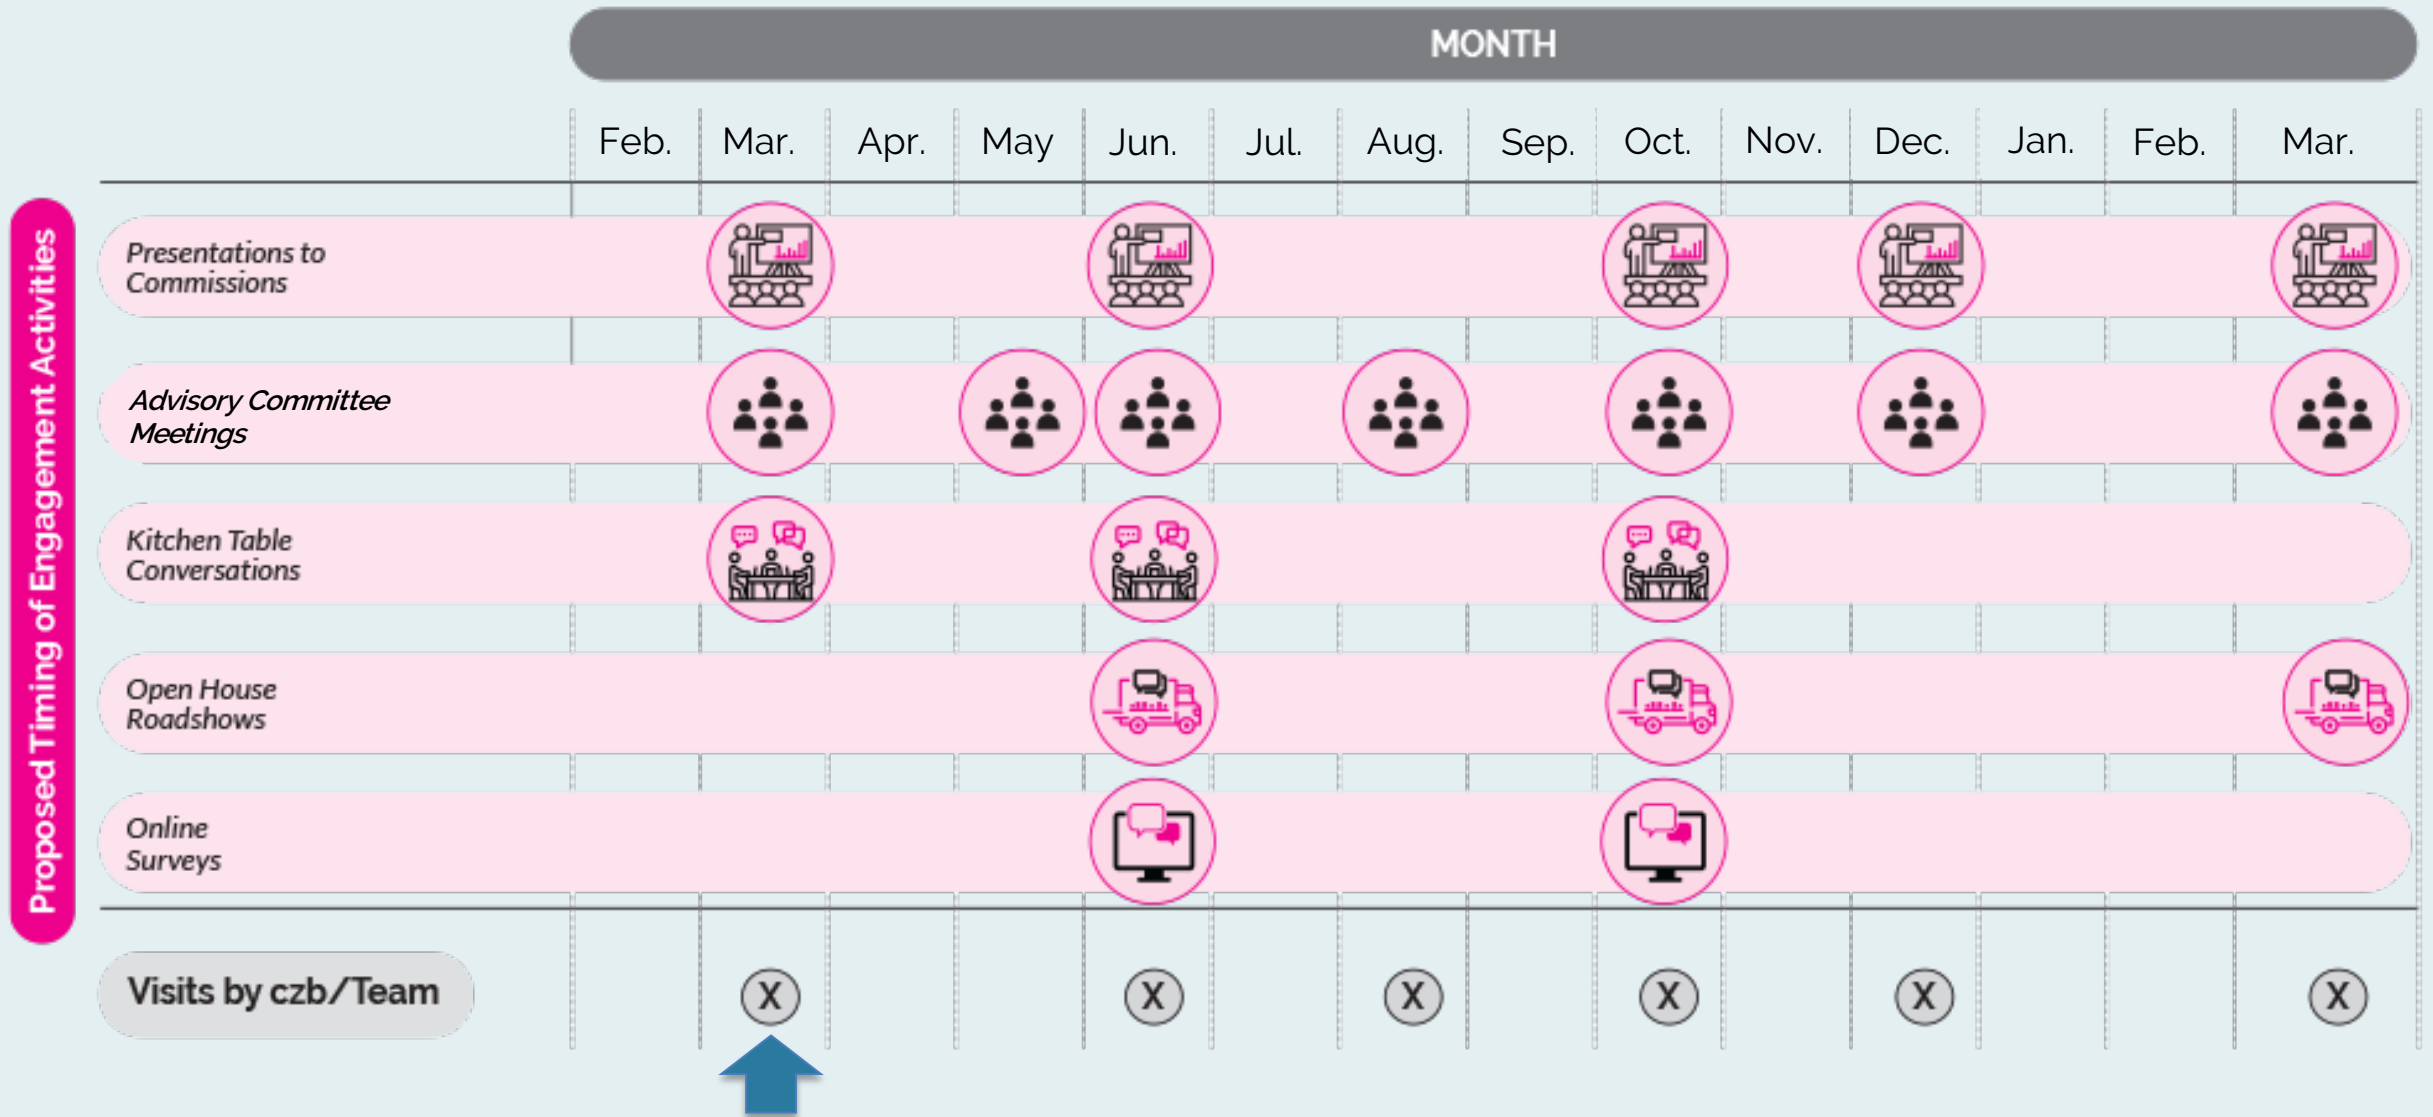 MONTH
Feb. Mar. Apr. May Jun. Jul. Aug. Sep. Oct. Nov. Dec. Jan. Feb. Mar.
Proposed Timing of Engagement Activities
Presentations to
Commissions
Advisory Committee
Meetings
Kitchen Table
Conversations
Open House
Roadshows
Online
Surveys
Visits by czb/Team X X X X X X